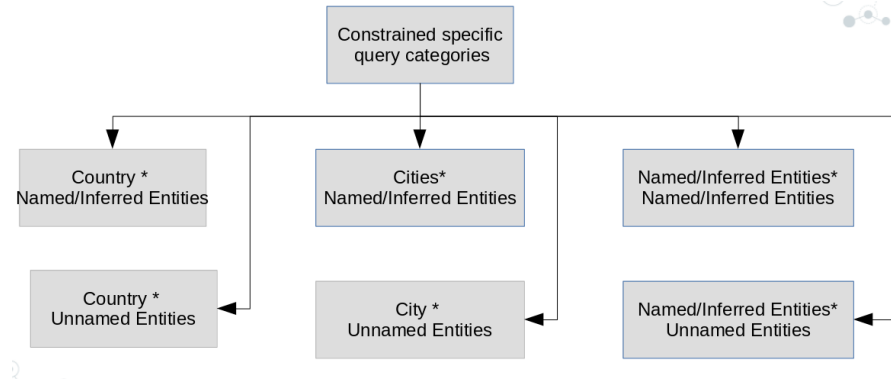 Constrained specific
query categories
Country *
Named/Inferred Entities
Cities*
Named/Inferred Entities
Named/Inferred Entities*
Named/Inferred Entities
Country *
Unnamed Entities
City *
Unnamed Entities
Named/Inferred Entities*
Unnamed Entities